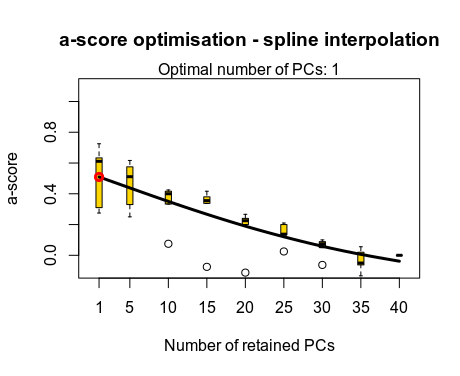 a-score optimisation - spline interpolation
Optimal number of PCs: 1
a-score
0.8
0.4
0.0
1 5 10 15 20 25 30 35 40
Number of retained PCs